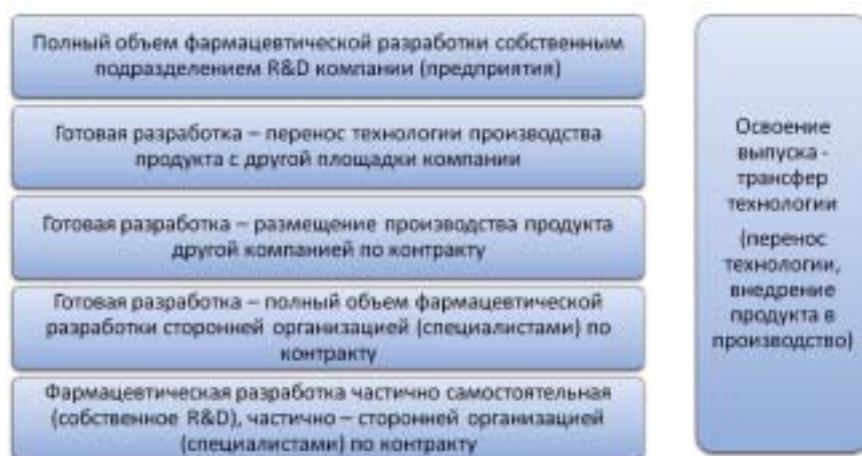 Полный объем фармацевтической разработки собственным
подразделением R&D компании (предприятия)
Готовая разработка – перенос технологии производства
продукта с другой площадки компании
Готовая разработка – размещение производства продукта
другой компанией по контракту
Готовая разработка – полный объем фармацевтической
разработки сторонней организацией (специалистами) по
контракту
Фармацевтическая разработка частично самостоятельная
(собственное R&D), частично – сторонней организацией
(специалистами) по контракту
Освоение
выпуска -
трансфер
технологии
(перенос
технологии,
внедрение
продукта в
производство)